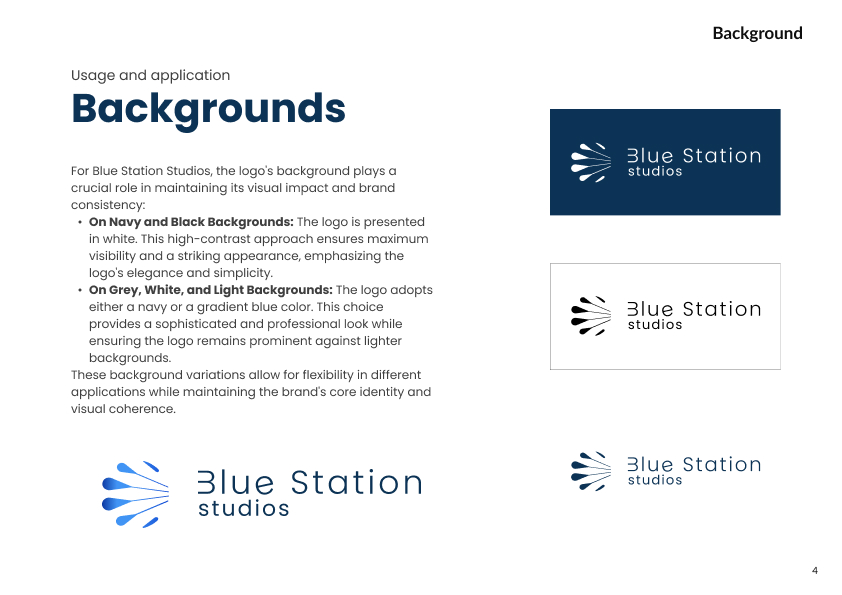 Background
Usage and application
Backgrounds
For Blue Station Studios, the logo's background plays a
crucial role in maintaining its visual impact and brand
consistency:
• On Navy and Black Backgrounds: The logo is presented
in white. This high-contrast approach ensures maximum
visibility and a striking appearance, emphasizing the
logo's elegance and simplicity.
• On Grey, White, and Light Backgrounds: The logo adopts
either a navy or a gradient blue color. This choice
provides a sophisticated and professional look while
ensuring the logo remains prominent against lighter
backgrounds.
These background variations allow for flexibility in different
applications while maintaining the brand's core identity and
visual coherence.
Blue Station
studios
Blue Station
studios
Blue Station
studios
Blue Station
studios
4